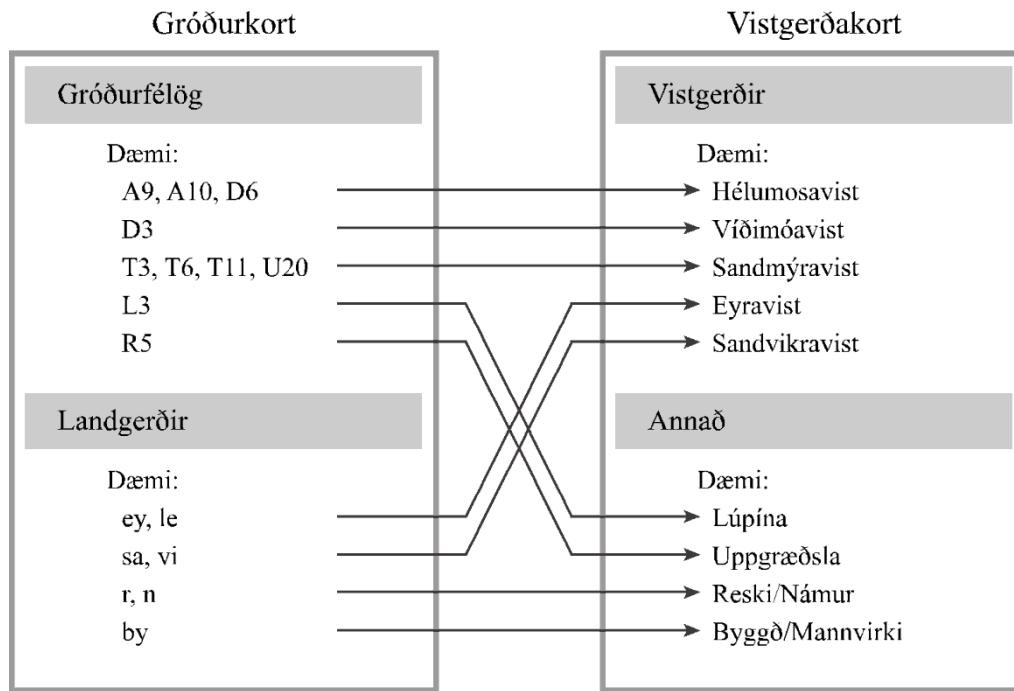 Gróðurkort
Gróðurfélög
Dæmi:
A9, A10, D6
D3
T3, T6, T11, U20
L3
R5
Landgerðir
Dæmi:
ey, le
sa, vi
r, n
by
Vistgerðakort
Vistgerðir
Dæmi:
Hélumosavist
Víðimóavist
Sandmýravist
Eyravist
Sandvikravist
Annað
Dæmi:
Lúpína
Uppgræðsla
Reski/Námur
Byggð/Mannvirki